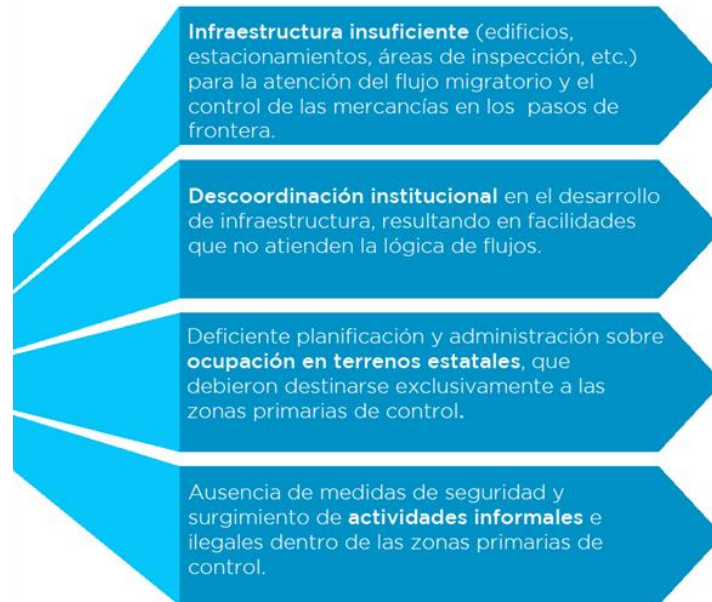 Infraestructura insuficiente (edificios,
estacionamientos, áreas de inspección, etc.)
para la atención del flujo migratorio y el
control de las mercancías en los pasos de
frontera.
Descoordinación institucional en el desarrollo
de infraestructura, resultando en facilidades
que no atienden la lógica de flujos.
Deficiente planificación y administración sobre
ocupación en terrenos estatales, que
debieron destinarse exclusivamente a las
zonas primarias de control.
Ausencia de medidas de seguridad y
surgimiento de actividades informales e
ilegales dentro de las zonas primarias de
control.